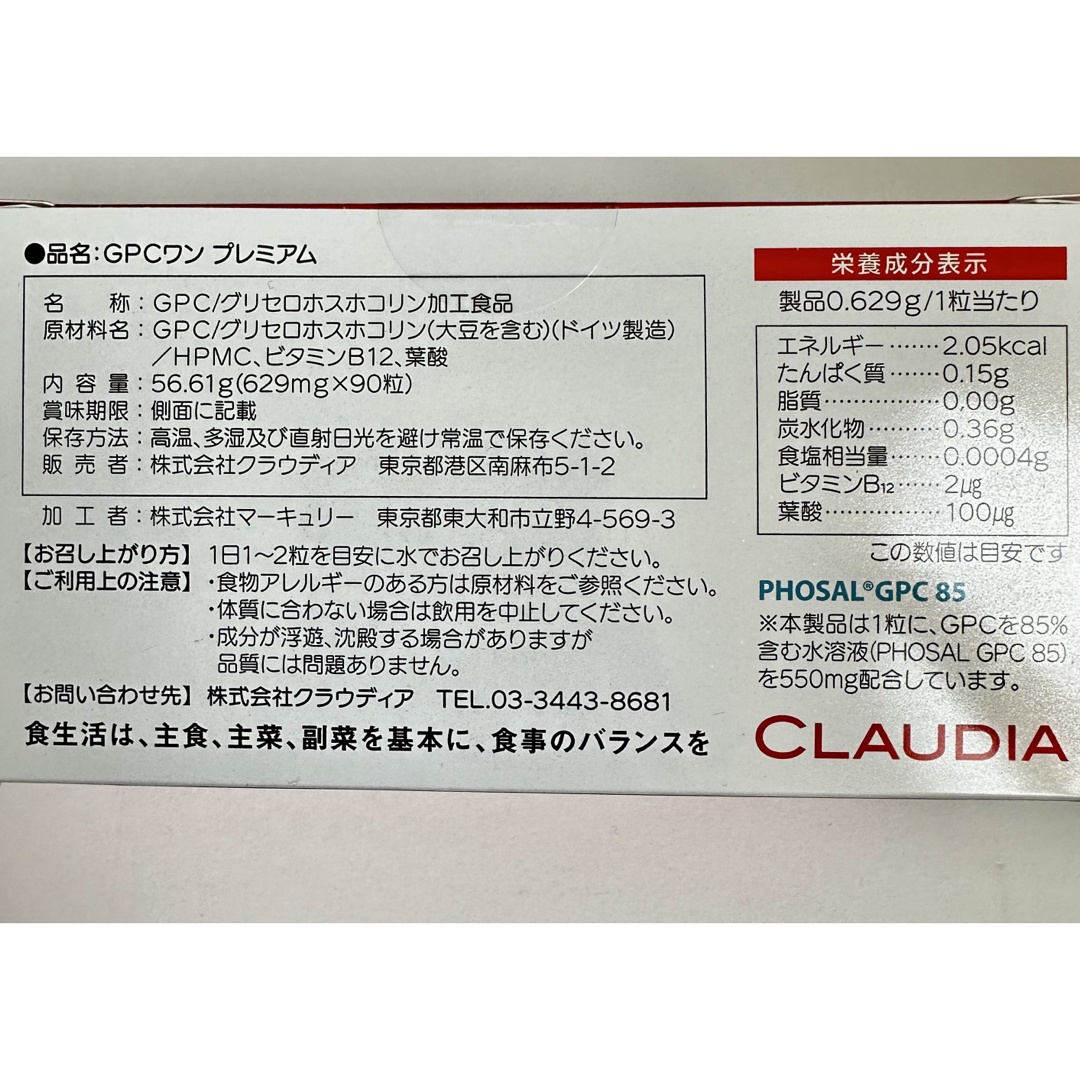 ●品名：GPCワン プレミアム
名 称：GPC/グリセロホスホコリン加工食品
原材料名：GPC/グリセロホスホコリン(大豆を含む)(ドイツ製造)
／HPMC、ビタミンB12、葉酸
内容量：56.61g(629mg×90粒)
賞味期限：側面に記載
保存方法：高温、多湿及び直射日光を避け常温で保存ください。
販売者：株式会社クラウディア 東京都港区南麻布5-1-2
加工者：株式会社マーキュリー 東京都東大和市立野4-569-3
【お召し上がり方】 1日1〜2粒を目安に水でお召し上がりください。
【ご利用上の注意】・食物アレルギーのある方は原材料をご参照ください。
・体質に合わない場合は飲用を中止してください。
・成分が浮遊、沈殿する場合がありますが
品質には問題ありません。
【お問い合わせ先】 株式会社クラウディア TEL.03-3443-8681
食生活は、主食、主菜、副菜を基本に、食事のバランスを
栄養成分表示
製品0.629g/1粒当たり
エネルギー……2.05kcal
たんぱく質……0.15g
脂質……………0.00g
炭水化物………0.36g
食塩相当量……0.0004g
ビタミンB₁₂……2μg
葉酸……………100μg
この数値は目安です
PHOSAL®GPC 85
※本製品は1粒に、GPCを85%
含む水溶液(PHOSAL GPC 85)
を550mg配合しています。
CLAUDIA